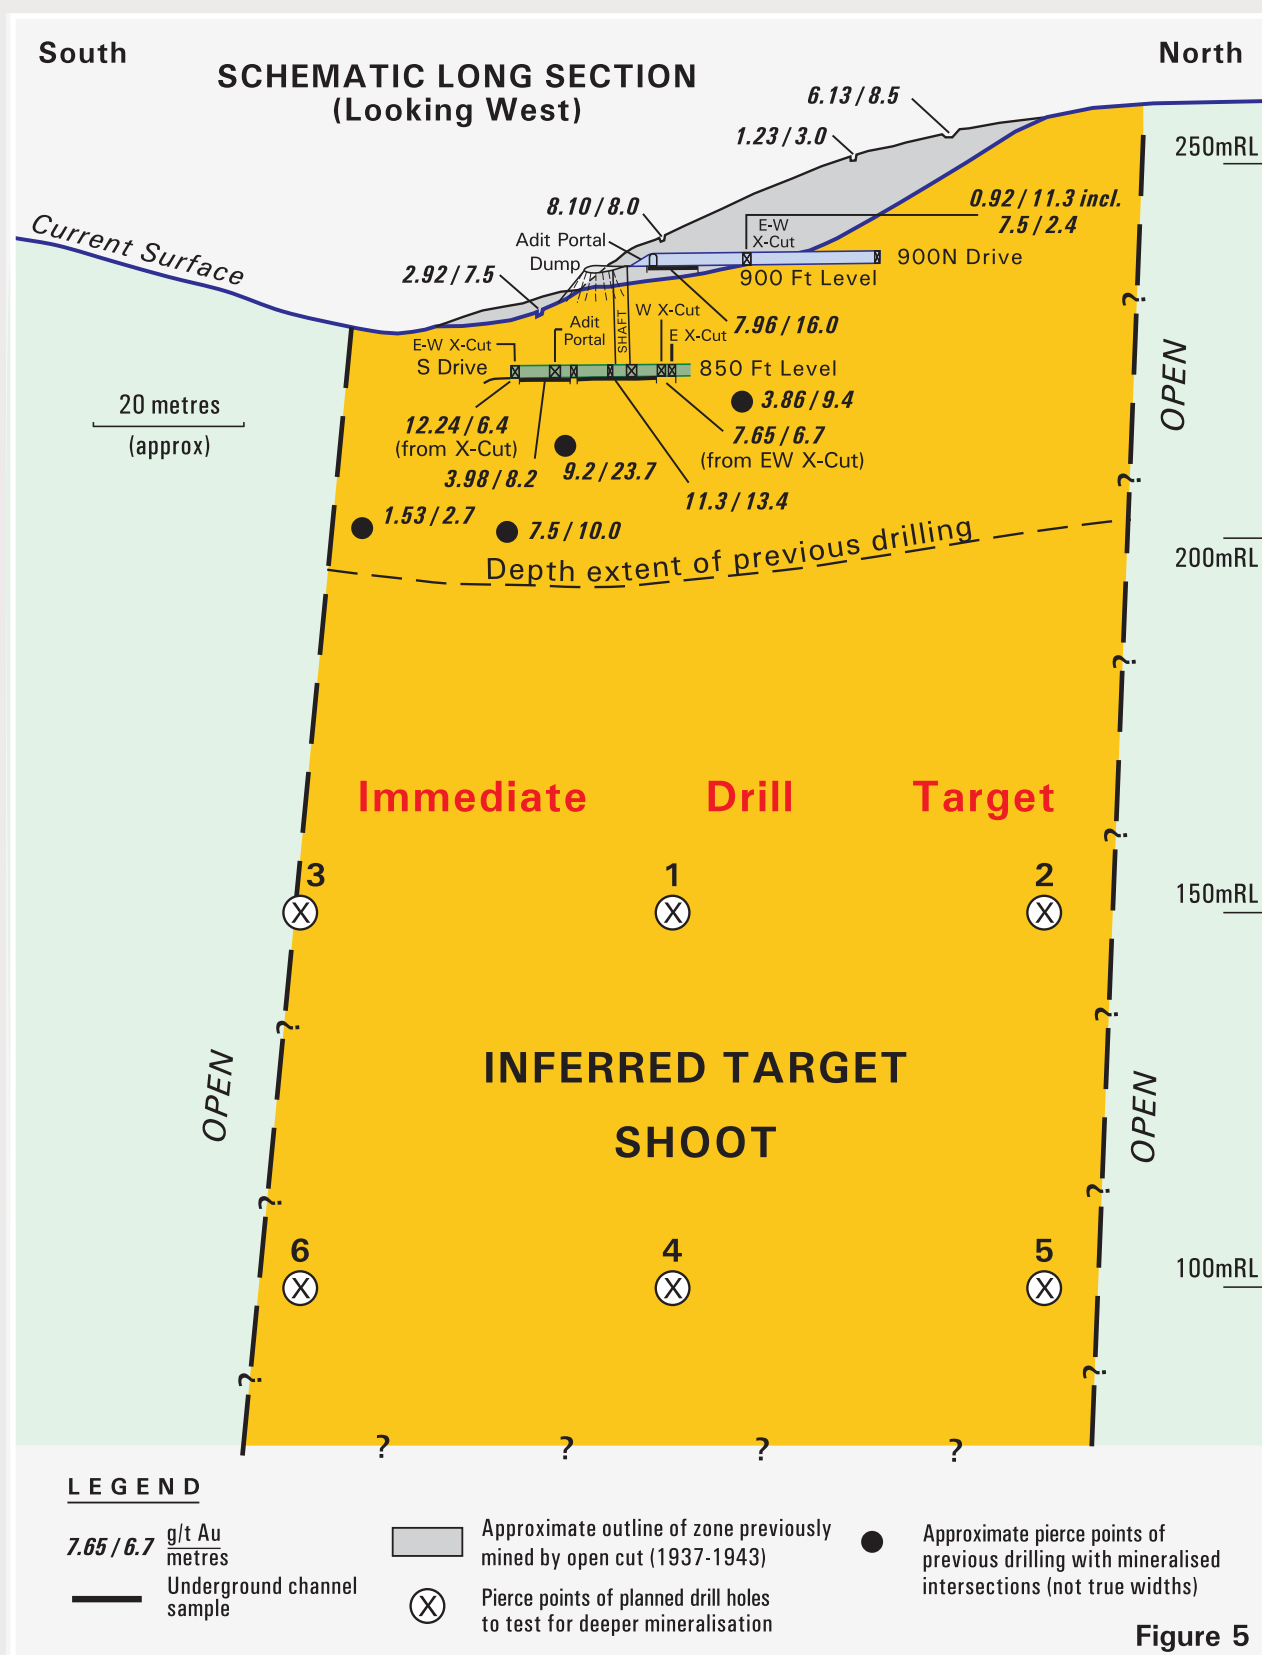 South
North
SCHEMATIC LONG SECTION
(Looking West)
6.13 / 8.5
1.23 / 3.0
250mRL
0.92 / 11.3 incl.
7.5 / 2.4
8.10 / 8.0
E-W
X-Cut
Current Surface
Adit Portal
Dump
900N Drive
2.92 / 7.5
900 Ft Level
?
W X-Cut
7.96 / 16.0
Adit
Portal
SHAFT
E X-Cut
E-W X-Cut
S Drive
850 Ft Level
OPEN
20 metres
(approx)
3.86 / 9.4
12.24 / 6.4
(from X-Cut)
7.65 / 6.7
(from EW X-Cut)
3.98 / 8.2
9.2 / 23.7
?
11.3 / 13.4
1.53 / 2.7
7.5 / 10.0
Depth extent of previous drilling
200mRL
?
Immediate Drill Target
?
3
1
2
X
X
X
150mRL
?
?
INFERRED TARGET
SHOOT
OPEN
OPEN
?
?
6
4
5
X
X
X
100mRL
?
?
? ? ? ?
LEGEND
7.65 / 6.7
g/t Au
metres
Underground channel
sample
Approximate outline of zone previously
mined by open cut (1937-1943)
X
Pierce points of planned drill holes
to test for deeper mineralisation
Approximate pierce points of
previous drilling with mineralised
intersections (not true widths)
Figure 5